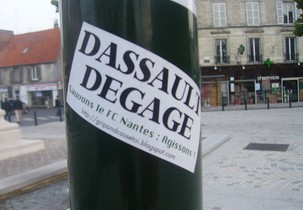 DASSAULT
DEGAGE
Sauvons le FC Nantes : Agissons !